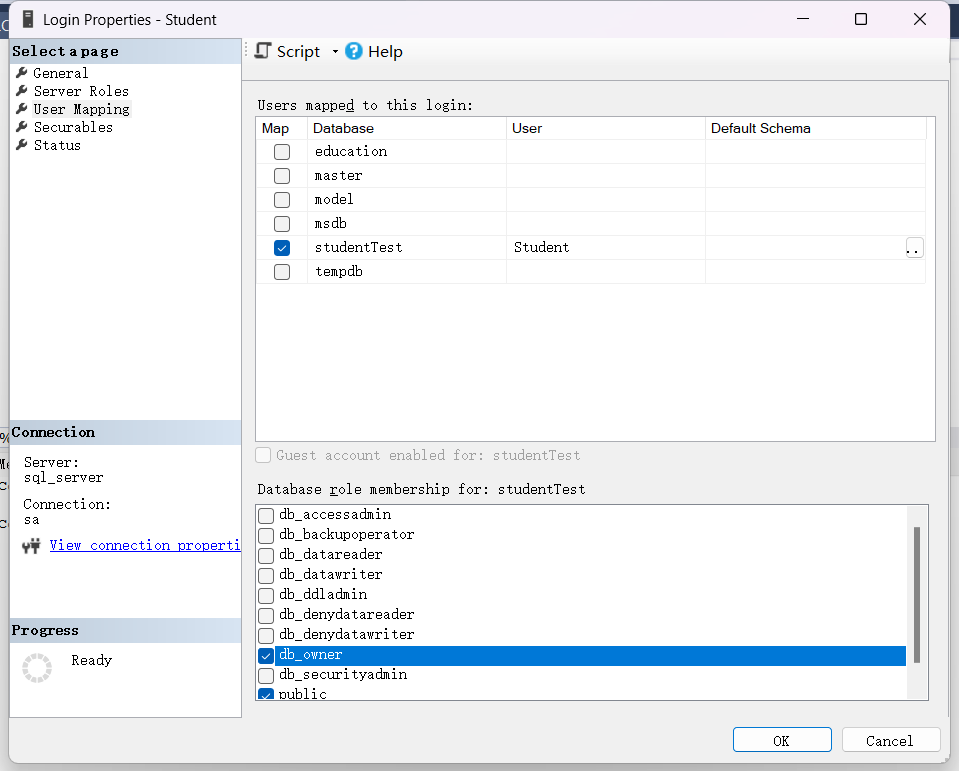 Login Properties - Student
Select a page
General
Server Roles
User Mapping
Securables
Status
Connection
Server:
sql_server
Connection:
sa
View connection properti
Progress
Ready
Script
Help
Users mapped to this login:
Map Database User Default Schema
education
master
model
msdb
studentTest Student ..
tempdb
Guest account enabled for: studentTest
Database role membership for: studentTest
db_accessadmin
db_backupoperator
db_datareader
db_datawriter
db_ddladmin
db_denydatareader
db_denydatawriter
db_owner
db_securityadmin
public
OK Cancel